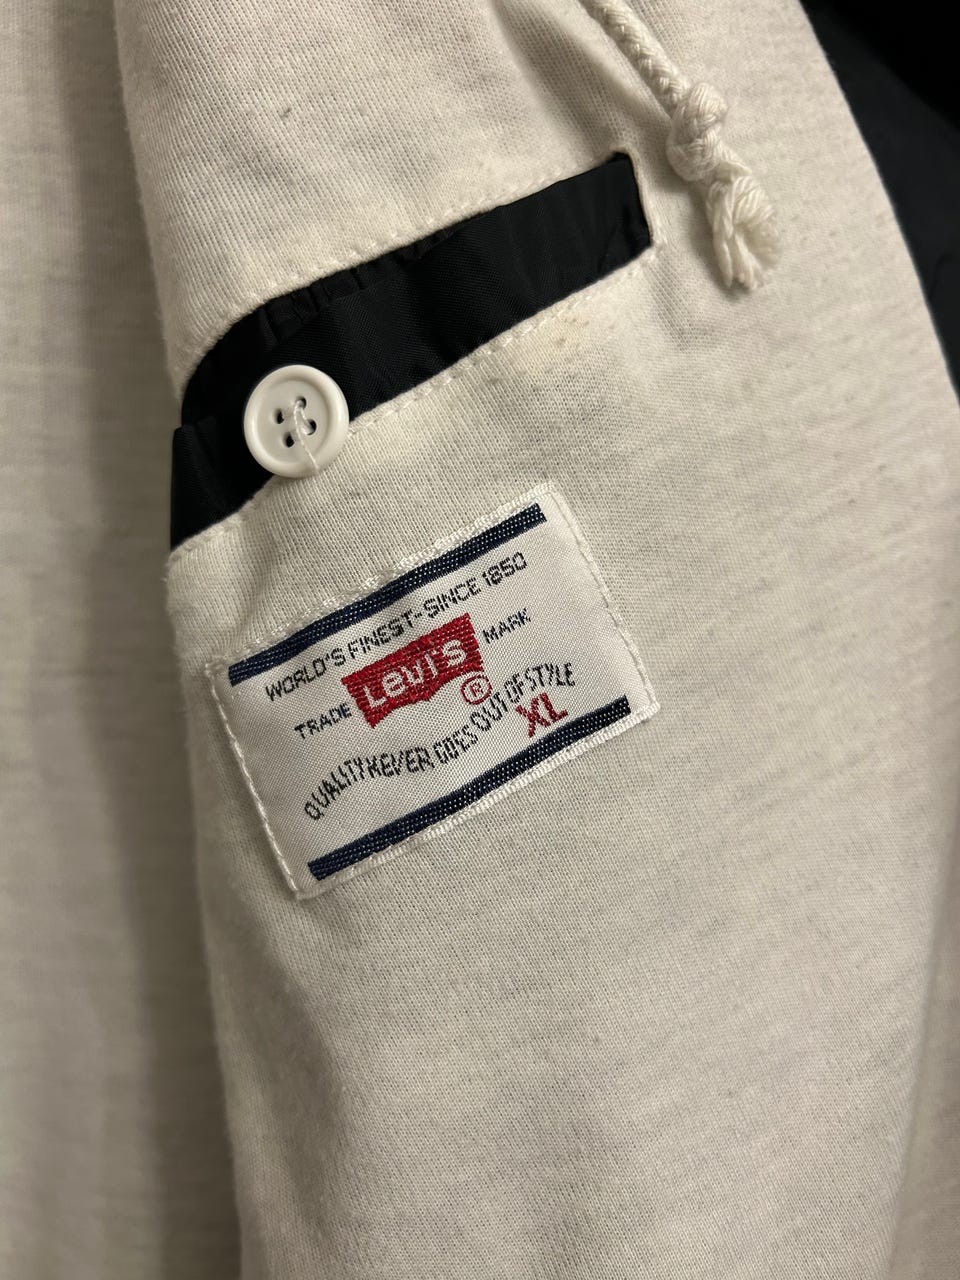 WORLD'S FINEST-SINCE 1850
TRADE Levi's ® MARK
QUALITY NEVER GOES OUT OF STYLE
XL